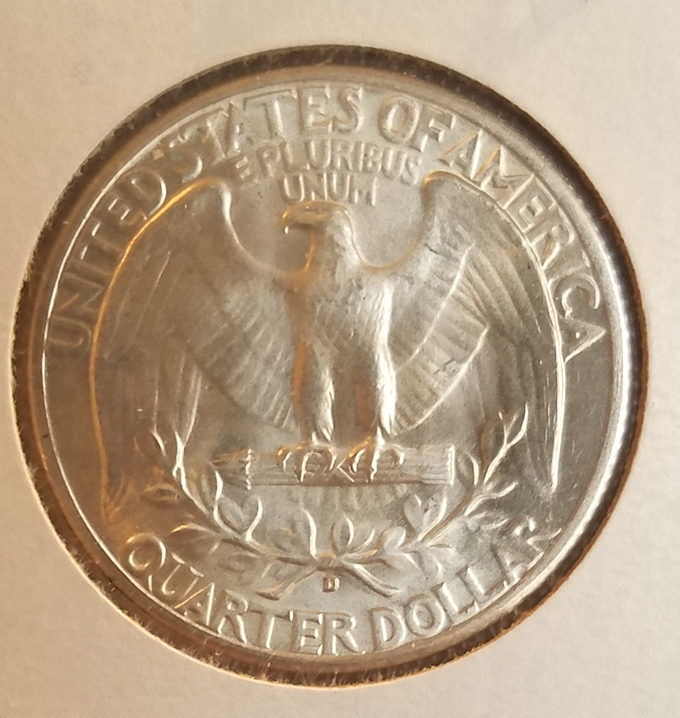 UNITED STATES OF AMERICA
E PLURIBUS
UNUM
D
QUARTER DOLLAR